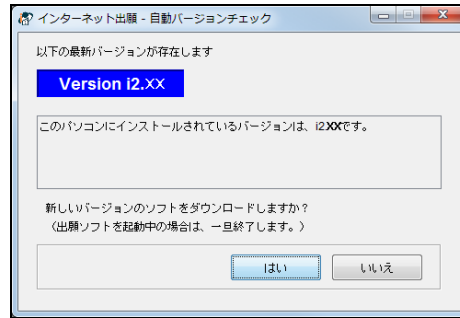 インターネット出願 - 自動バージョンチェック
以下の最新バージョンが存在します
Version i2.XX
このパソコンにインストールされているバージョンは、i2XXです。
新しいバージョンのソフトをダウンロードしますか？
（出願ソフトを起動中の場合は、一旦終了します。）
はい
いいえ